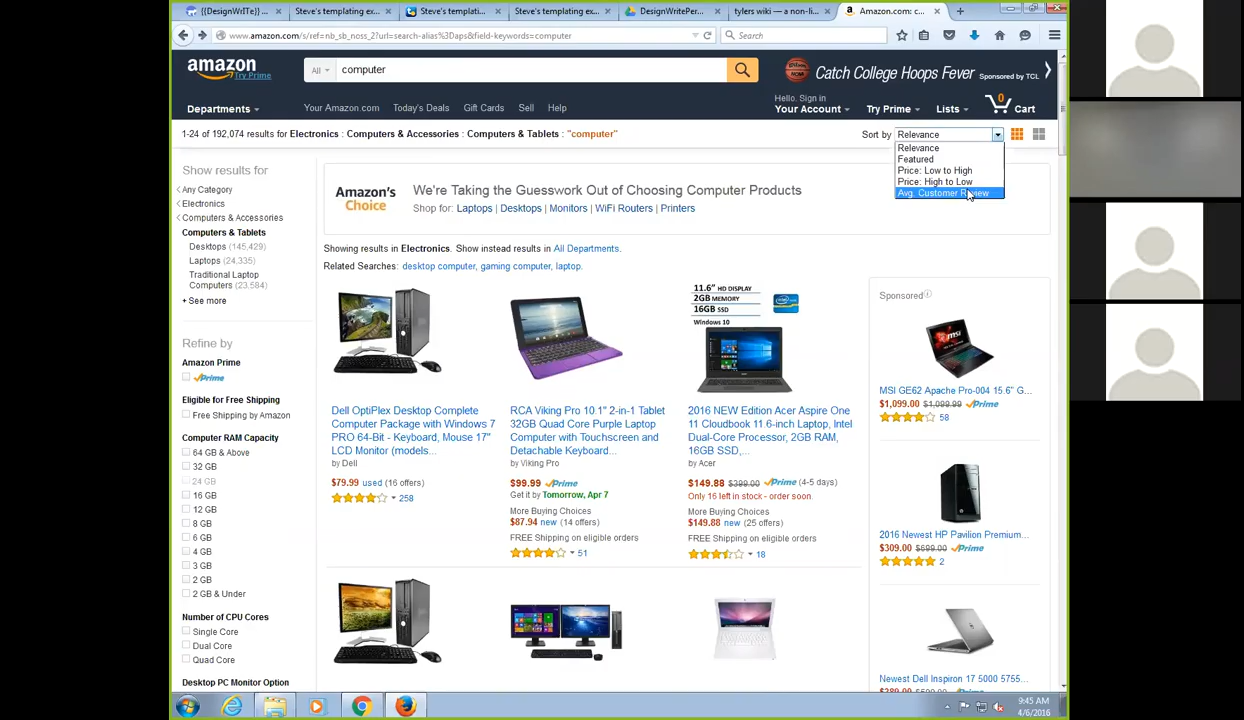 {{DesignWrITe}} ...
Steve's templating ex...
Steve's templati...
Steve's templating ex...
DesignWritePer...
tylers wiki — a non-li...
Amazon.com: c...
www.amazon.com/s/ref=nb_sb_noss_2?url=search-alias%3Daps&field-keywords=computer
Search
amazon
Try Prime
All
computer
Catch College Hoops Fever Sponsored by TCL
Departments
Your Amazon.com
Today's Deals
Gift Cards
Sell
Help
Hello. Sign in
Your Account
Try Prime
Lists
0
Cart
1-24 of 192,074 results for Electronics : Computers & Accessories : Computers & Tablets : "computer"
Sort by
Relevance
Relevance
Featured
Price: Low to High
Price: High to Low
Avg. Customer Review
Show results for
Any Category
Electronics
Computers & Accessories
Computers & Tablets
Desktops (145,429)
Laptops (24,335)
Traditional Laptop
Computers (23,584)
+ See more
Refine by
Amazon Prime
Prime
Eligible for Free Shipping
Free Shipping by Amazon
Computer RAM Capacity
64 GB & Above
32 GB
24 GB
16 GB
12 GB
8 GB
6 GB
4 GB
3 GB
2 GB
2 GB & Under
Number of CPU Cores
Single Core
Dual Core
Quad Core
Desktop PC Monitor Option
Amazon's
Choice
We're Taking the Guesswork Out of Choosing Computer Products
Shop for: Laptops | Desktops | Monitors | WiFi Routers | Printers
Showing results in Electronics. Show instead results in All Departments.
Related Searches: desktop computer, gaming computer, laptop.
Dell OptiPlex Desktop Complete
Computer Package with Windows 7
PRO 64-Bit - Keyboard, Mouse 17"
LCD Monitor (models...
by Dell
$79.99 used (16 offers)
258
RCA Viking Pro 10.1" 2-in-1 Tablet
32GB Quad Core Purple Laptop
Computer with Touchscreen and
Detachable Keyboard...
by Viking Pro
$99.99 Prime
Get it by Tomorrow, Apr 7
More Buying Choices
$87.94 new (14 offers)
FREE Shipping on eligible orders
51
11.6" HD DISPLAY
2GB MEMORY
16GB SSD
Windows 10
2016 NEW Edition Acer Aspire One
11 Cloudbook 11.6-inch Laptop, Intel
Dual-Core Processor, 2GB RAM,
16GB SSD,...
by Acer
$149.88 $399.00 Prime (4-5 days)
Only 16 left in stock - order soon.
More Buying Choices
$149.88 new (25 offers)
FREE Shipping on eligible orders
18
Sponsored
MSI GE62 Apache Pro-004 15.6" G...
$1,099.00 $1,099.99 Prime
58
2016 Newest HP Pavilion Premium...
$309.00 $699.00 Prime
2
Newest Dell Inspiron 17 5000 5755...
9:45 AM
4/6/2016